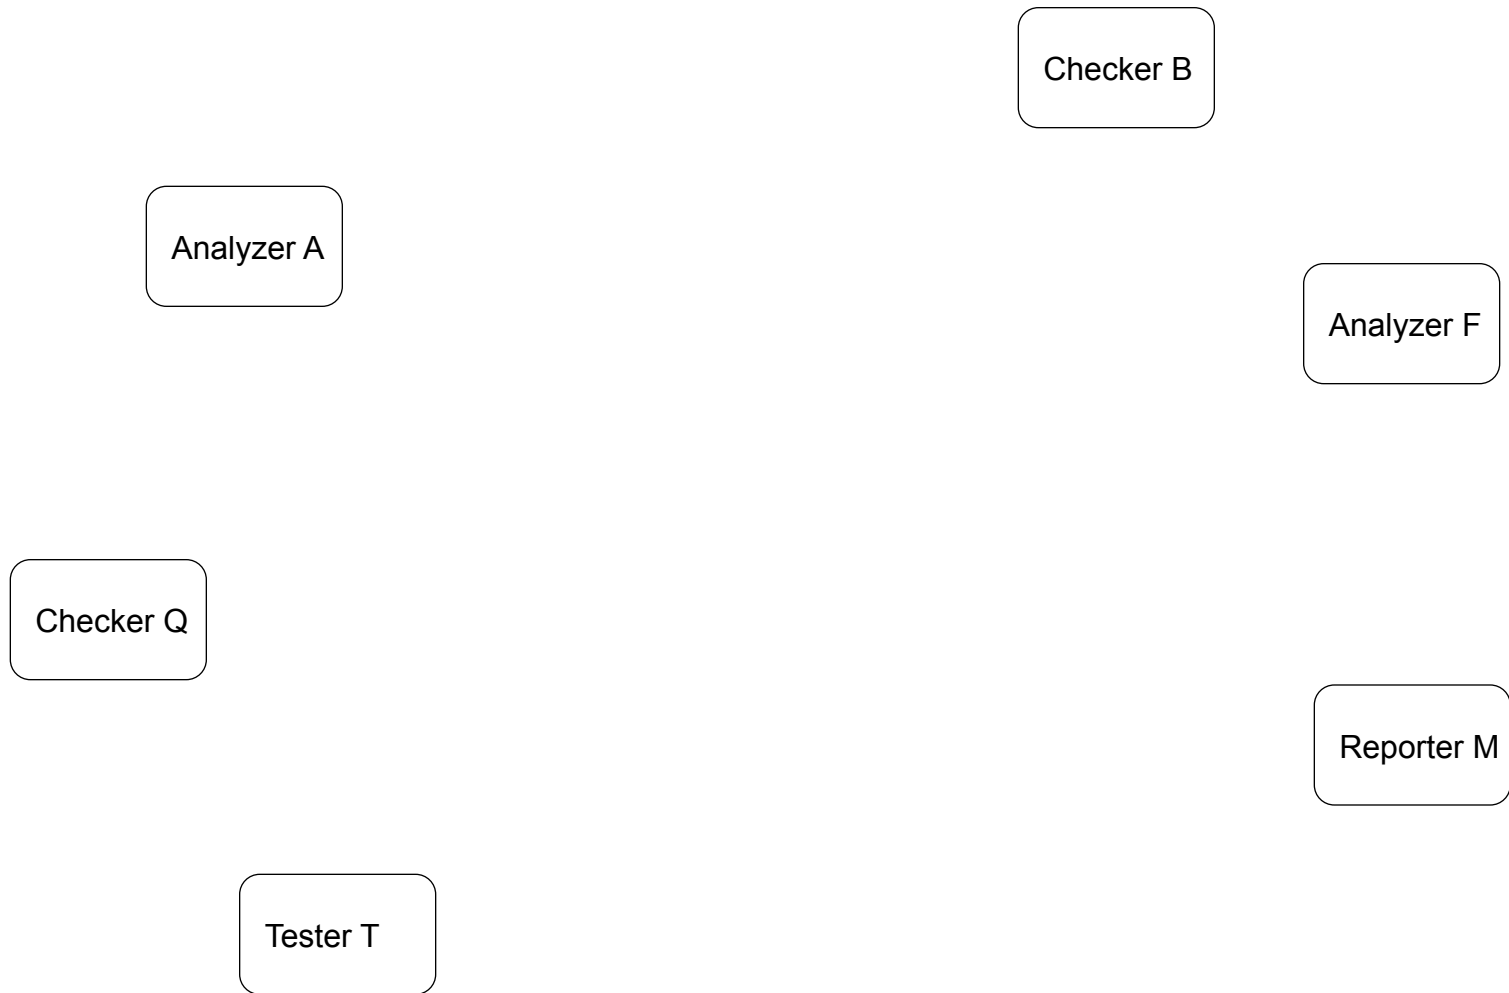 Checker B
Analyzer A
Analyzer F
Checker Q
Reporter M
Tester T